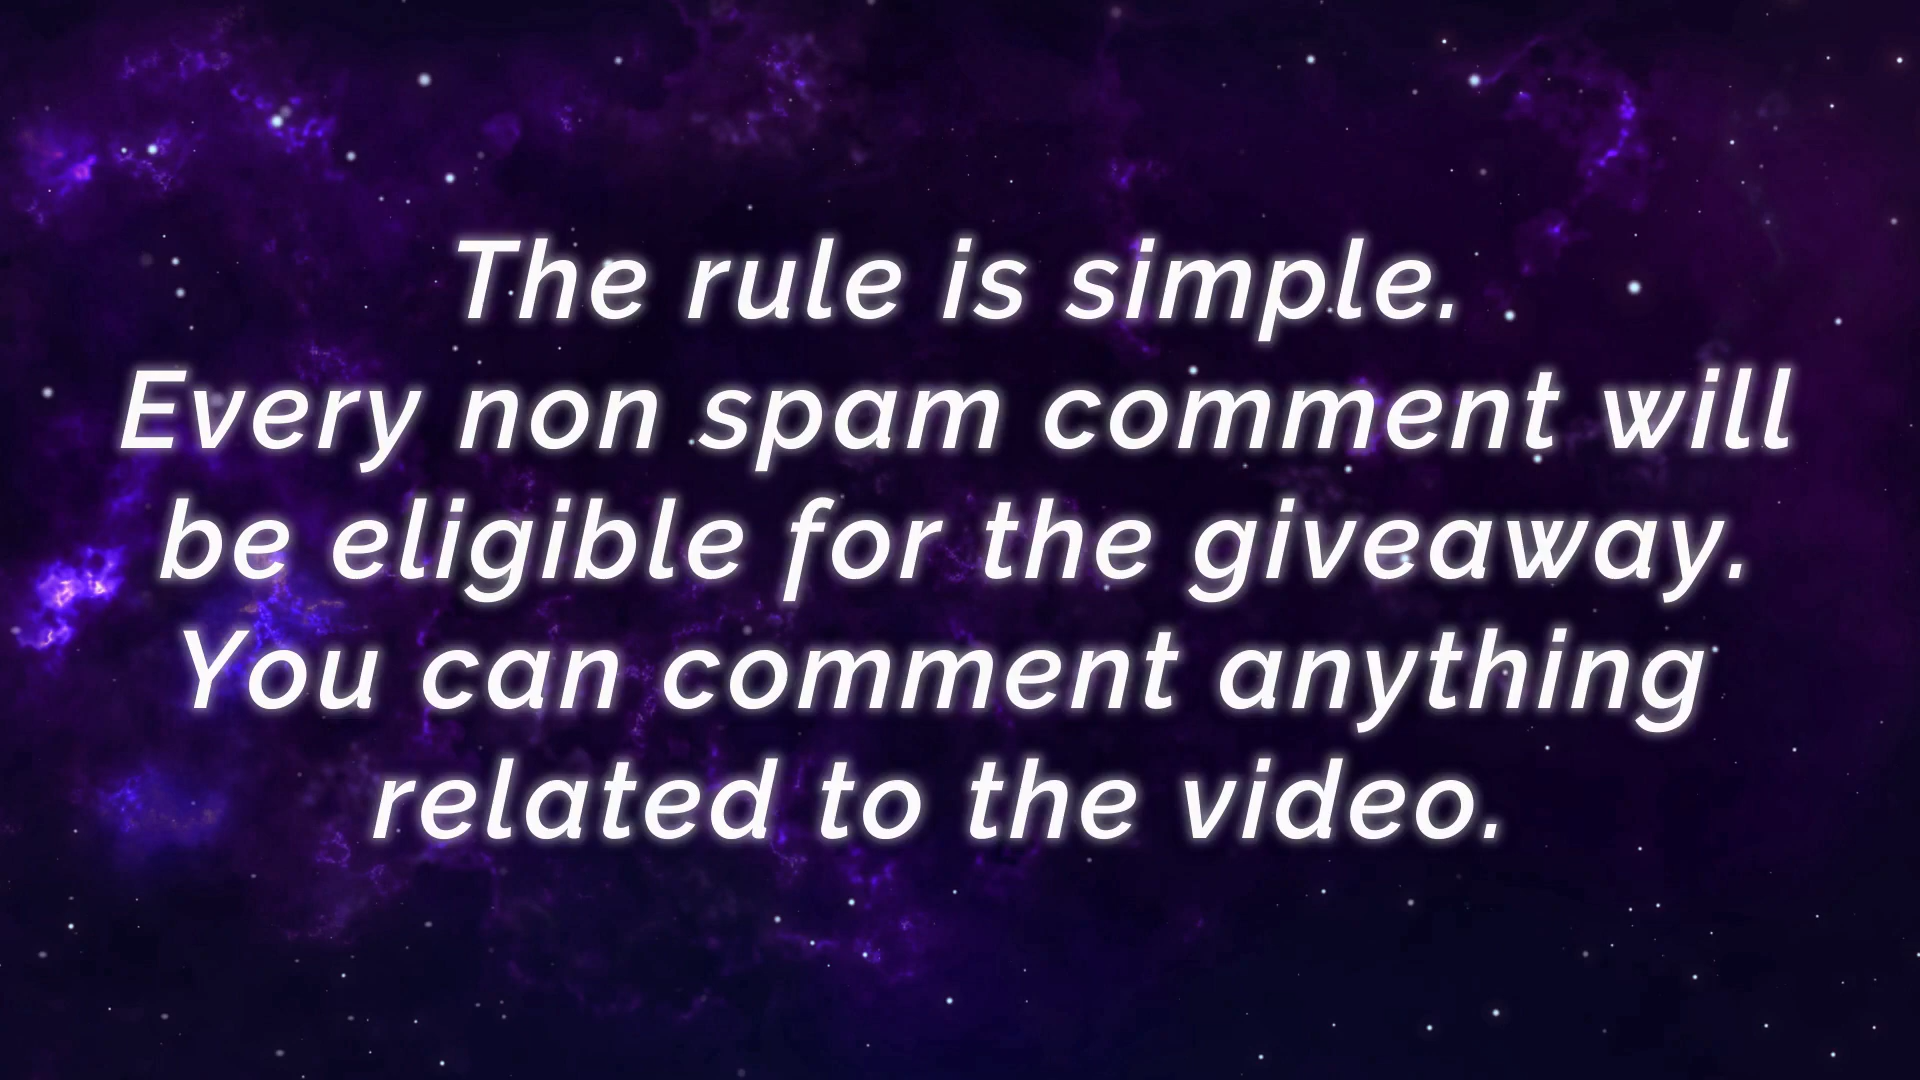 The rule is simple.
Every non spam comment will
be eligible for the giveaway.
You can comment anything
related to the video.